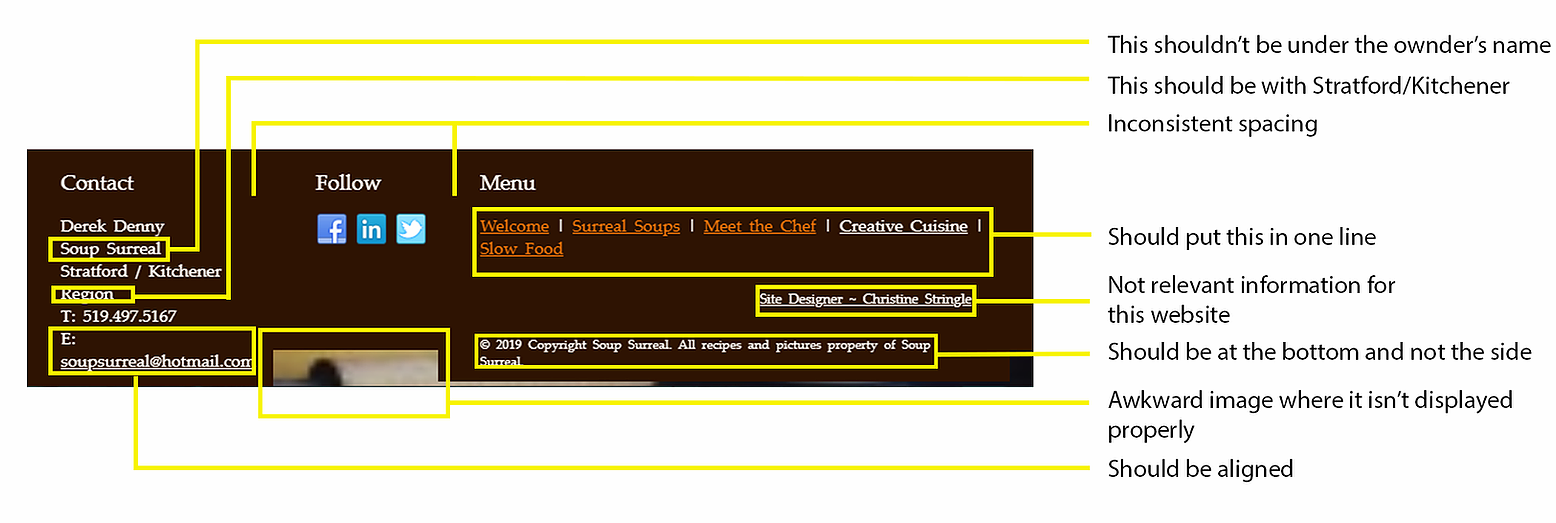 This shouldn't be under the ownder's name
This should be with Stratford/Kitchener
Inconsistent spacing
Contact
Follow
Menu
Derek Denny
Soup Surreal
Stratford / Kitchener
Region
T: 519.497.5167
E:
soupsurreal@hotmail.com
f in
Welcome | Surreal Soups | Meet the Chef | Creative Cuisine |
Slow Food
Site Designer ~ Christine Stringle
© 2019 Copyright Soup Surreal. All recipes and pictures property of Soup
Surreal.
Should put this in one line
Not relevant information for
this website
Should be at the bottom and not the side
Awkward image where it isn't displayed
properly
Should be aligned